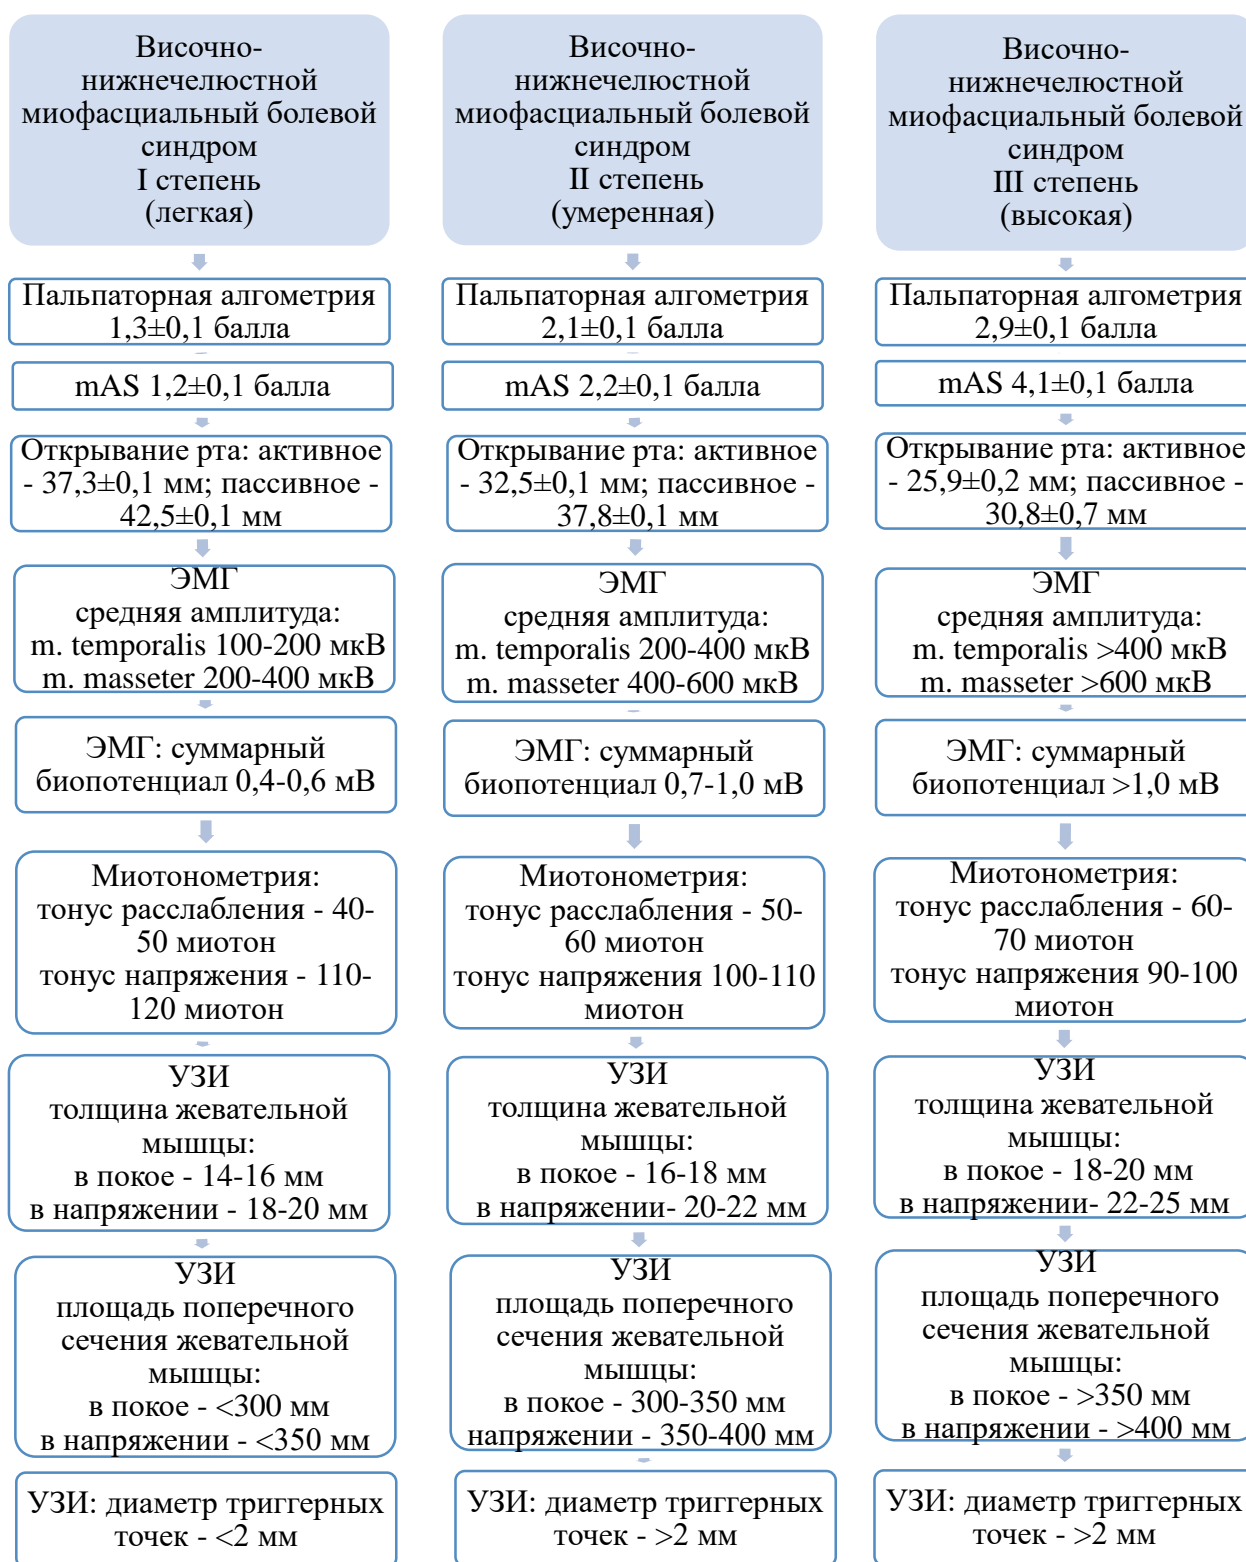 Височно-
нижнечелюстной
миофасциальный болевой
синдром
I степень
(легкая)
Пальпаторная алгометрия
1,3±0,1 балла
mAS 1,2±0,1 балла
Открывание рта: активное
- 37,3±0,1 мм; пассивное -
42,5±0,1 мм
ЭМГ
средняя амплитуда:
m. temporalis 100-200 мкВ
m. masseter 200-400 мкВ
ЭМГ: суммарный
биопотенциал 0,4-0,6 мВ
Миотонометрия:
тонус расслабления - 40-
50 миотон
тонус напряжения - 110-
120 миотон
УЗИ
толщина жевательной
мышцы:
в покое - 14-16 мм
в напряжении - 18-20 мм
УЗИ
площадь поперечного
сечения жевательной
мышцы:
в покое - <300 мм
в напряжении - <350 мм
УЗИ: диаметр триггерных
точек - <2 мм
Височно-
нижнечелюстной
миофасциальный болевой
синдром
II степень
(умеренная)
Пальпаторная алгометрия
2,1±0,1 балла
mAS 2,2±0,1 балла
Открывание рта: активное
- 32,5±0,1 мм; пассивное -
37,8±0,1 мм
ЭМГ
средняя амплитуда:
m. temporalis 200-400 мкВ
m. masseter 400-600 мкВ
ЭМГ: суммарный
биопотенциал 0,7-1,0 мВ
Миотонометрия:
тонус расслабления - 50-
60 миотон
тонус напряжения 100-110
миотон
УЗИ
толщина жевательной
мышцы:
в покое - 16-18 мм
в напряжении- 20-22 мм
УЗИ
площадь поперечного
сечения жевательной
мышцы:
в покое - 300-350 мм
напряжении - 350-400 мм
УЗИ: диаметр триггерных
точек - >2 мм
Височно-
нижнечелюстной
миофасциальный болевой
синдром
III степень
(высокая)
Пальпаторная алгометрия
2,9±0,1 балла
mAS 4,1±0,1 балла
Открывание рта: активное
- 25,9±0,2 мм; пассивное -
30,8±0,7 мм
ЭМГ
средняя амплитуда:
m. temporalis >400 мкВ
m. masseter >600 мкВ
ЭМГ: суммарный
биопотенциал >1,0 мВ
Миотонометрия:
тонус расслабления - 60-
70 миотон
тонус напряжения 90-100
миотон
УЗИ
толщина жевательной
мышцы:
в покое - 18-20 мм
в напряжении- 22-25 мм
УЗИ
площадь поперечного
сечения жевательной
мышцы:
в покое - >350 мм
в напряжении - >400 мм
УЗИ: диаметр триггерных
точек - >2 мм